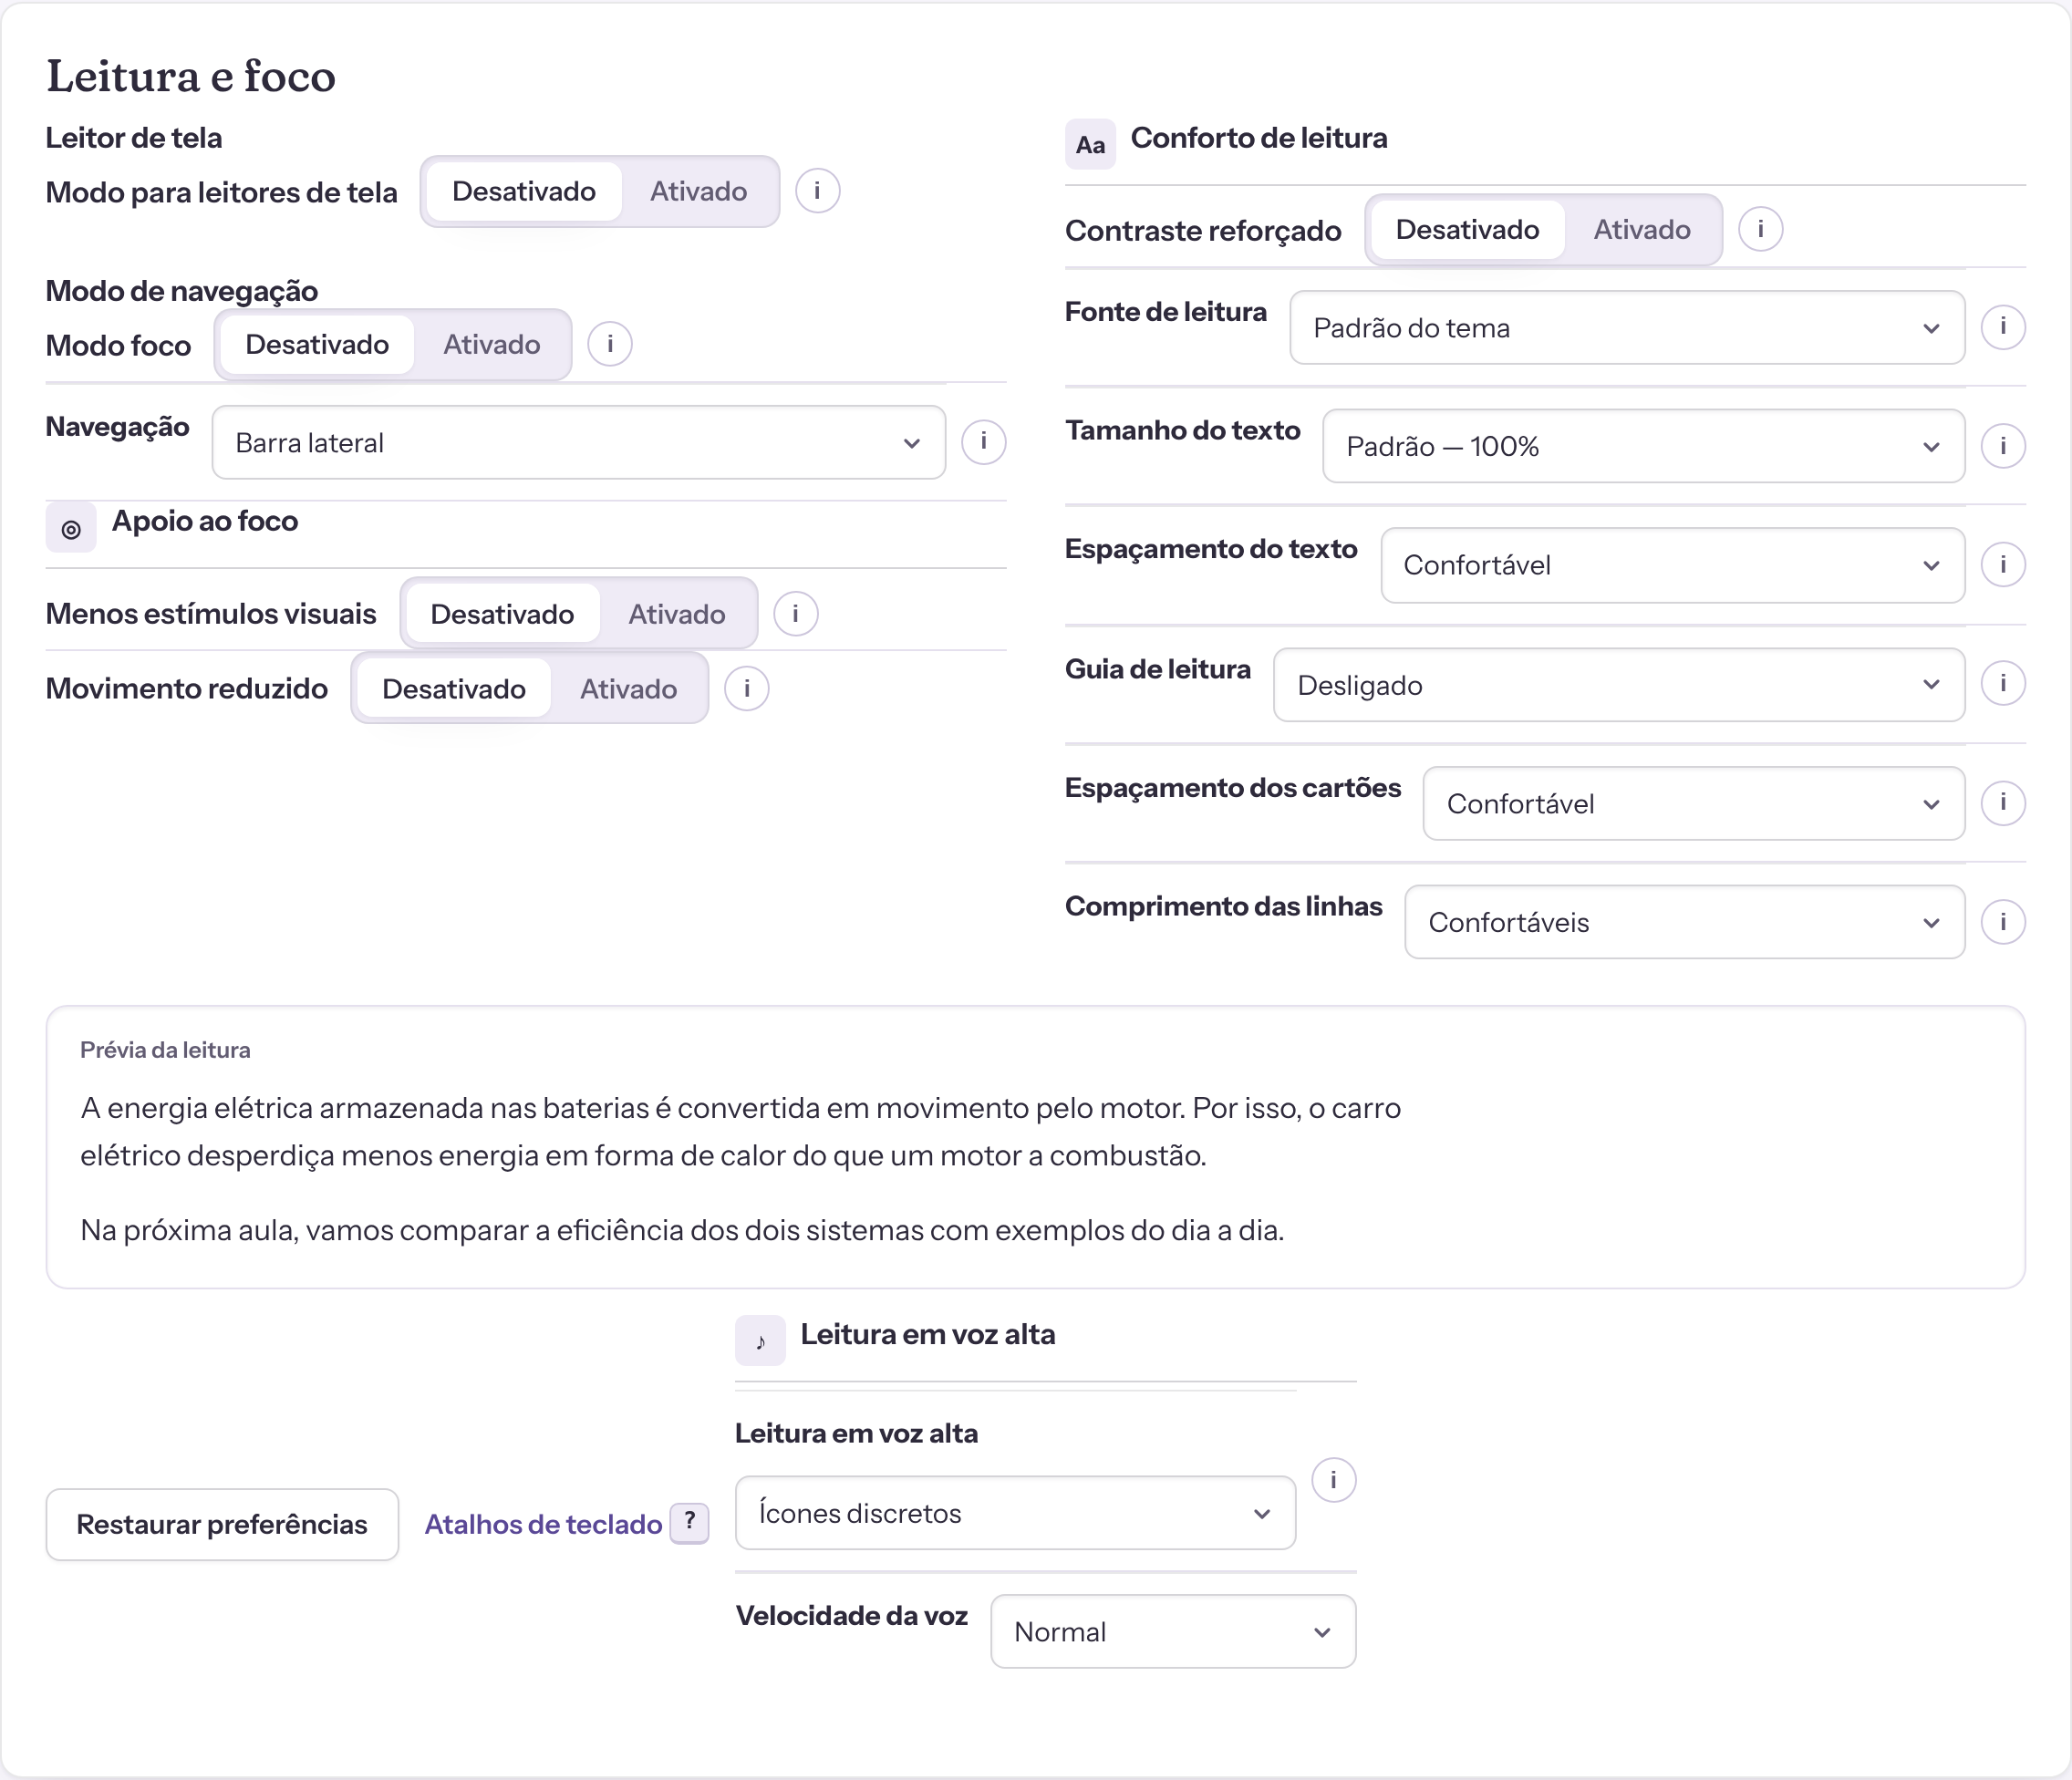 Leitura e foco
Leitor de tela
Modo para leitores de tela Desativado Ativado i
Modo de navegação
Modo foco Desativado Ativado i
Navegação Barra lateral i
◎ Apoio ao foco
Menos estímulos visuais Desativado Ativado i
Movimento reduzido Desativado Ativado i
Aa Conforto de leitura
Contraste reforçado Desativado Ativado i
Fonte de leitura Padrão do tema i
Tamanho do texto Padrão — 100% i
Espaçamento do texto Confortável i
Guia de leitura Desligado i
Espaçamento dos cartões Confortável i
Comprimento das linhas Confortáveis i
Prévia da leitura
A energia elétrica armazenada nas baterias é convertida em movimento pelo motor. Por isso, o carro
elétrico desperdiça menos energia em forma de calor do que um motor a combustão.
Na próxima aula, vamos comparar a eficiência dos dois sistemas com exemplos do dia a dia.
Restaurar preferências Atalhos de teclado ?
♪ Leitura em voz alta
Leitura em voz alta
Ícones discretos i
Velocidade da voz Normal